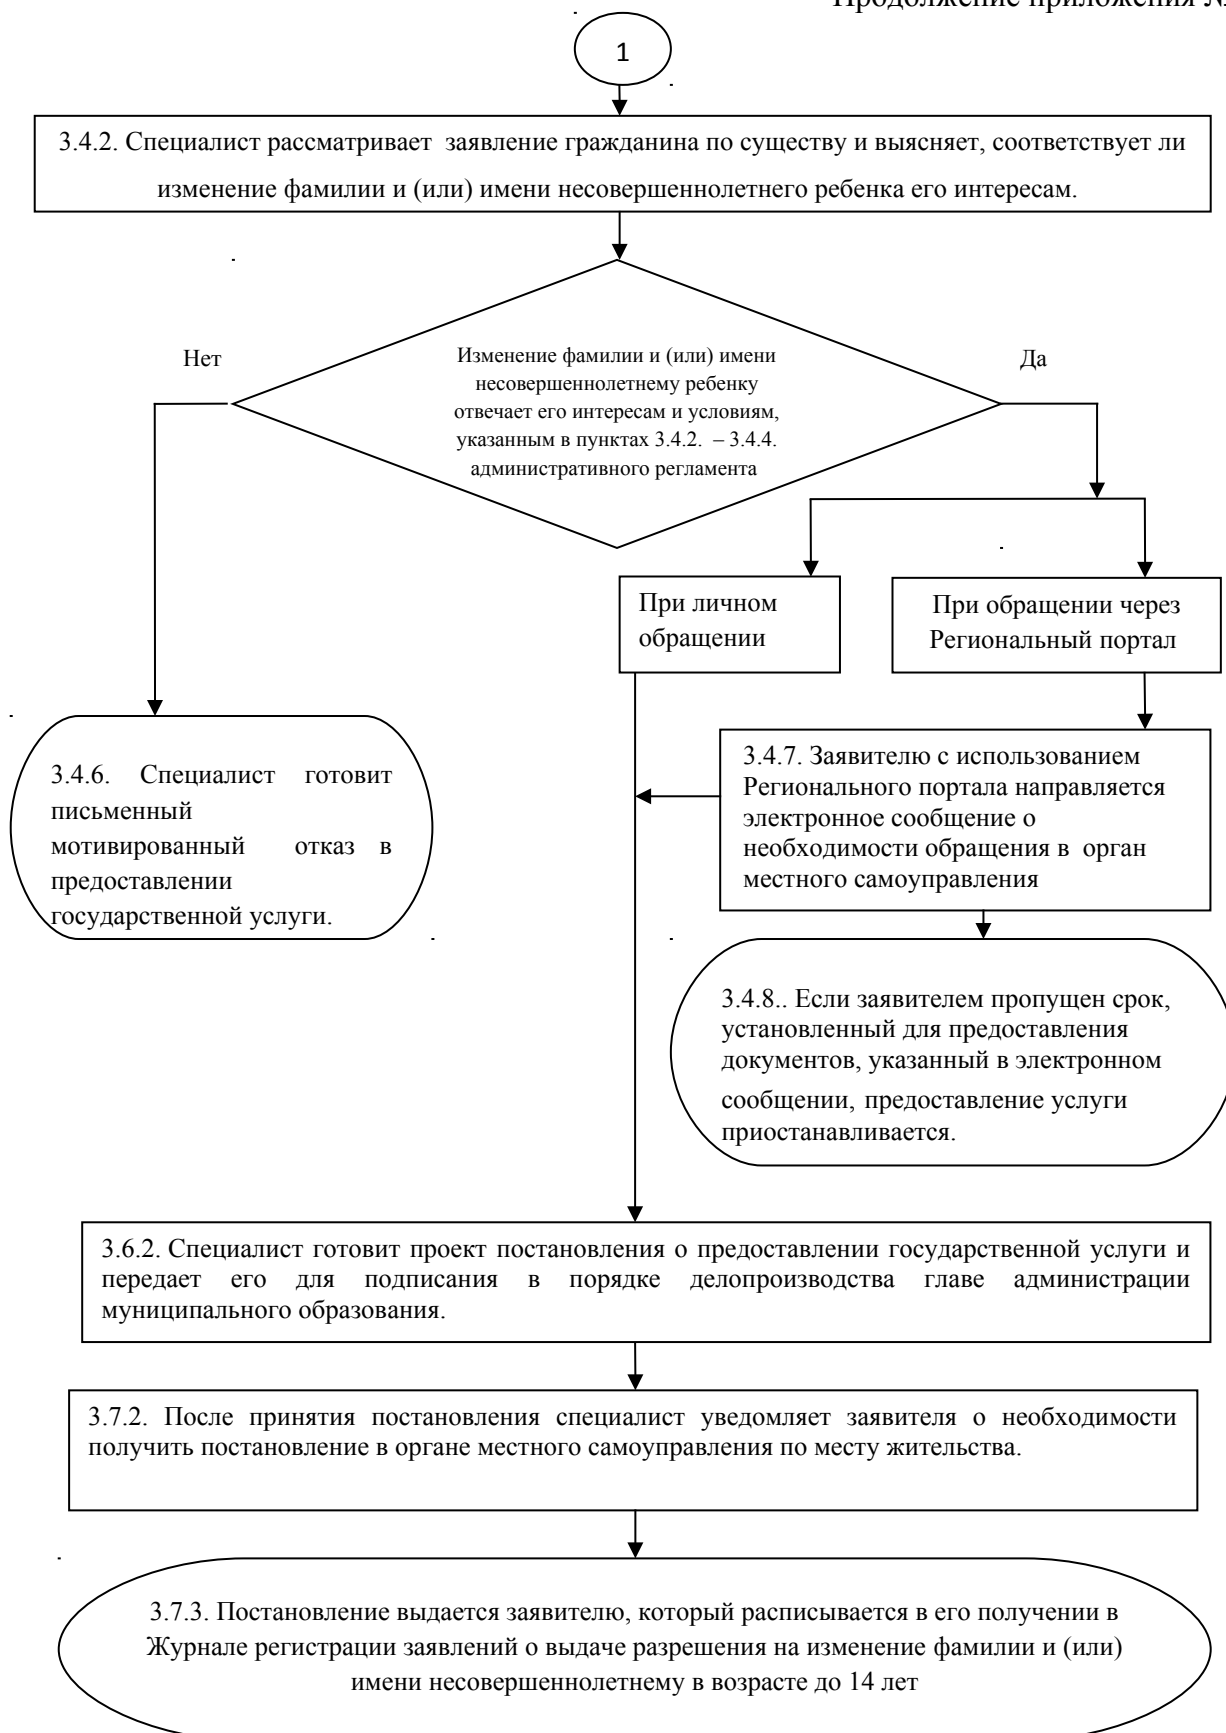 Продолжение приложения №
1
3.4.2. Специалист рассматривает заявление гражданина по существу и выясняет, соответствует ли
изменение фамилии и (или) имени несовершеннолетнего ребенка его интересам.
Нет
Да
Изменение фамилии и (или) имени
несовершеннолетнему ребенку
отвечает его интересам и условиям,
указанным в пунктах 3.4.2. – 3.4.4.
административного регламента
При личном
обращении
При обращении через
Региональный портал
3.4.6. Специалист готовит
письменный
мотивированный отказ в
предоставлении
государственной услуги.
3.4.7. Заявителю с использованием
Регионального портала направляется
электронное сообщение о
необходимости обращения в орган
местного самоуправления
3.4.8.. Если заявителем пропущен срок,
установленный для предоставления
документов, указанный в электронном
сообщении, предоставление услуги
приостанавливается.
3.6.2. Специалист готовит проект постановления о предоставлении государственной услуги и
передает его для подписания в порядке делопроизводства главе администрации
муниципального образования.
3.7.2. После принятия постановления специалист уведомляет заявителя о необходимости
получить постановление в органе местного самоуправления по месту жительства.
3.7.3. Постановление выдается заявителю, который расписывается в его получении в
Журнале регистрации заявлений о выдаче разрешения на изменение фамилии и (или)
имени несовершеннолетнему в возрасте до 14 лет